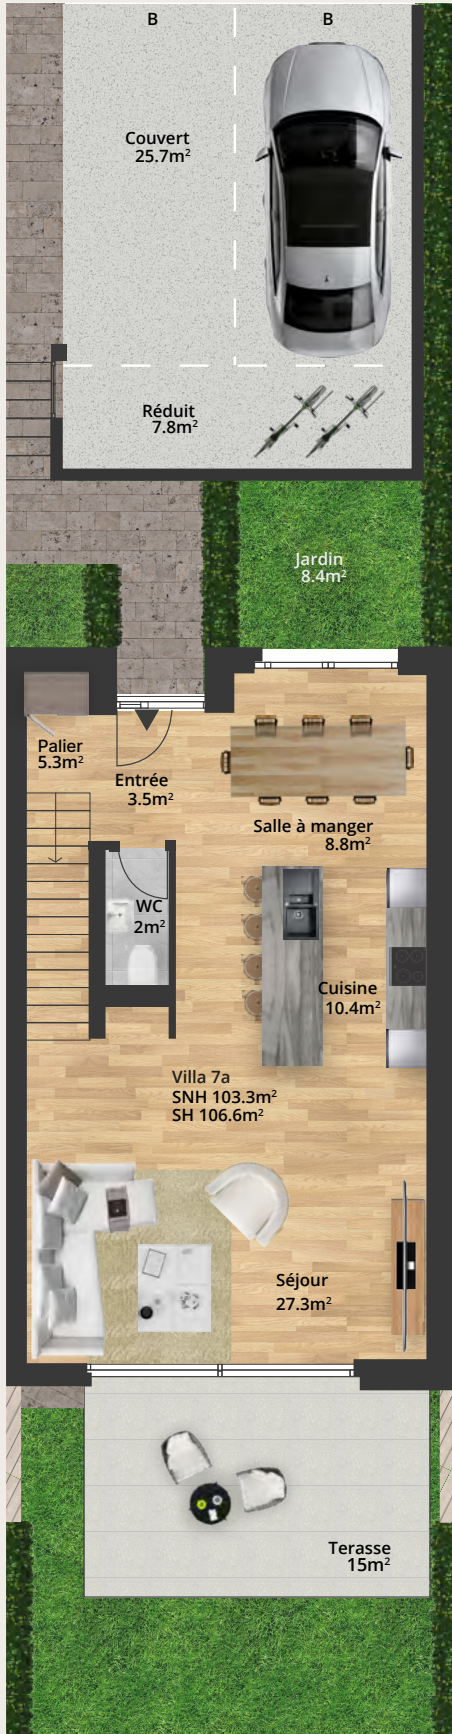 B
B
Couvert
25.7m²
Réduit
7.8m²
Jardin
8.4m²
Palier
5.3m²
Entrée
3.5m²
Salle à manger
8.8m²
WC
2m²
Cuisine
10.4m²
Villa 7a
SNH 103.3m²
SH 106.6m²
Séjour
27.3m²
Terasse
15m²